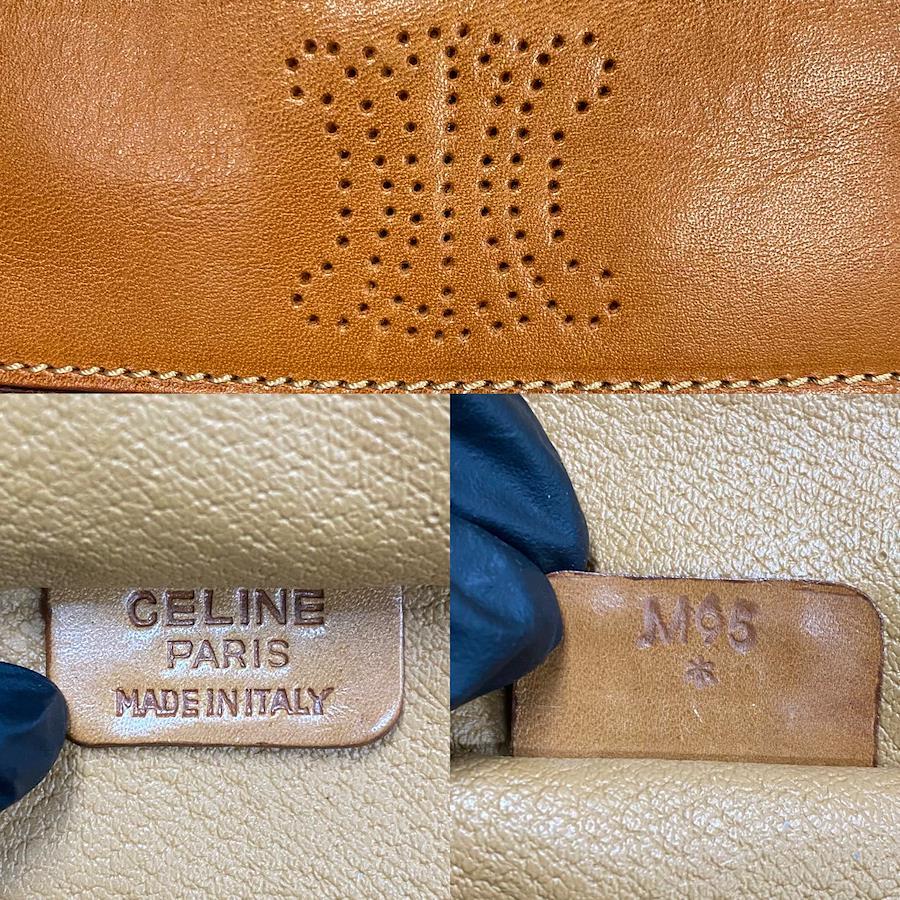 CELINE
PARIS
MADE IN ITALY
M95
*